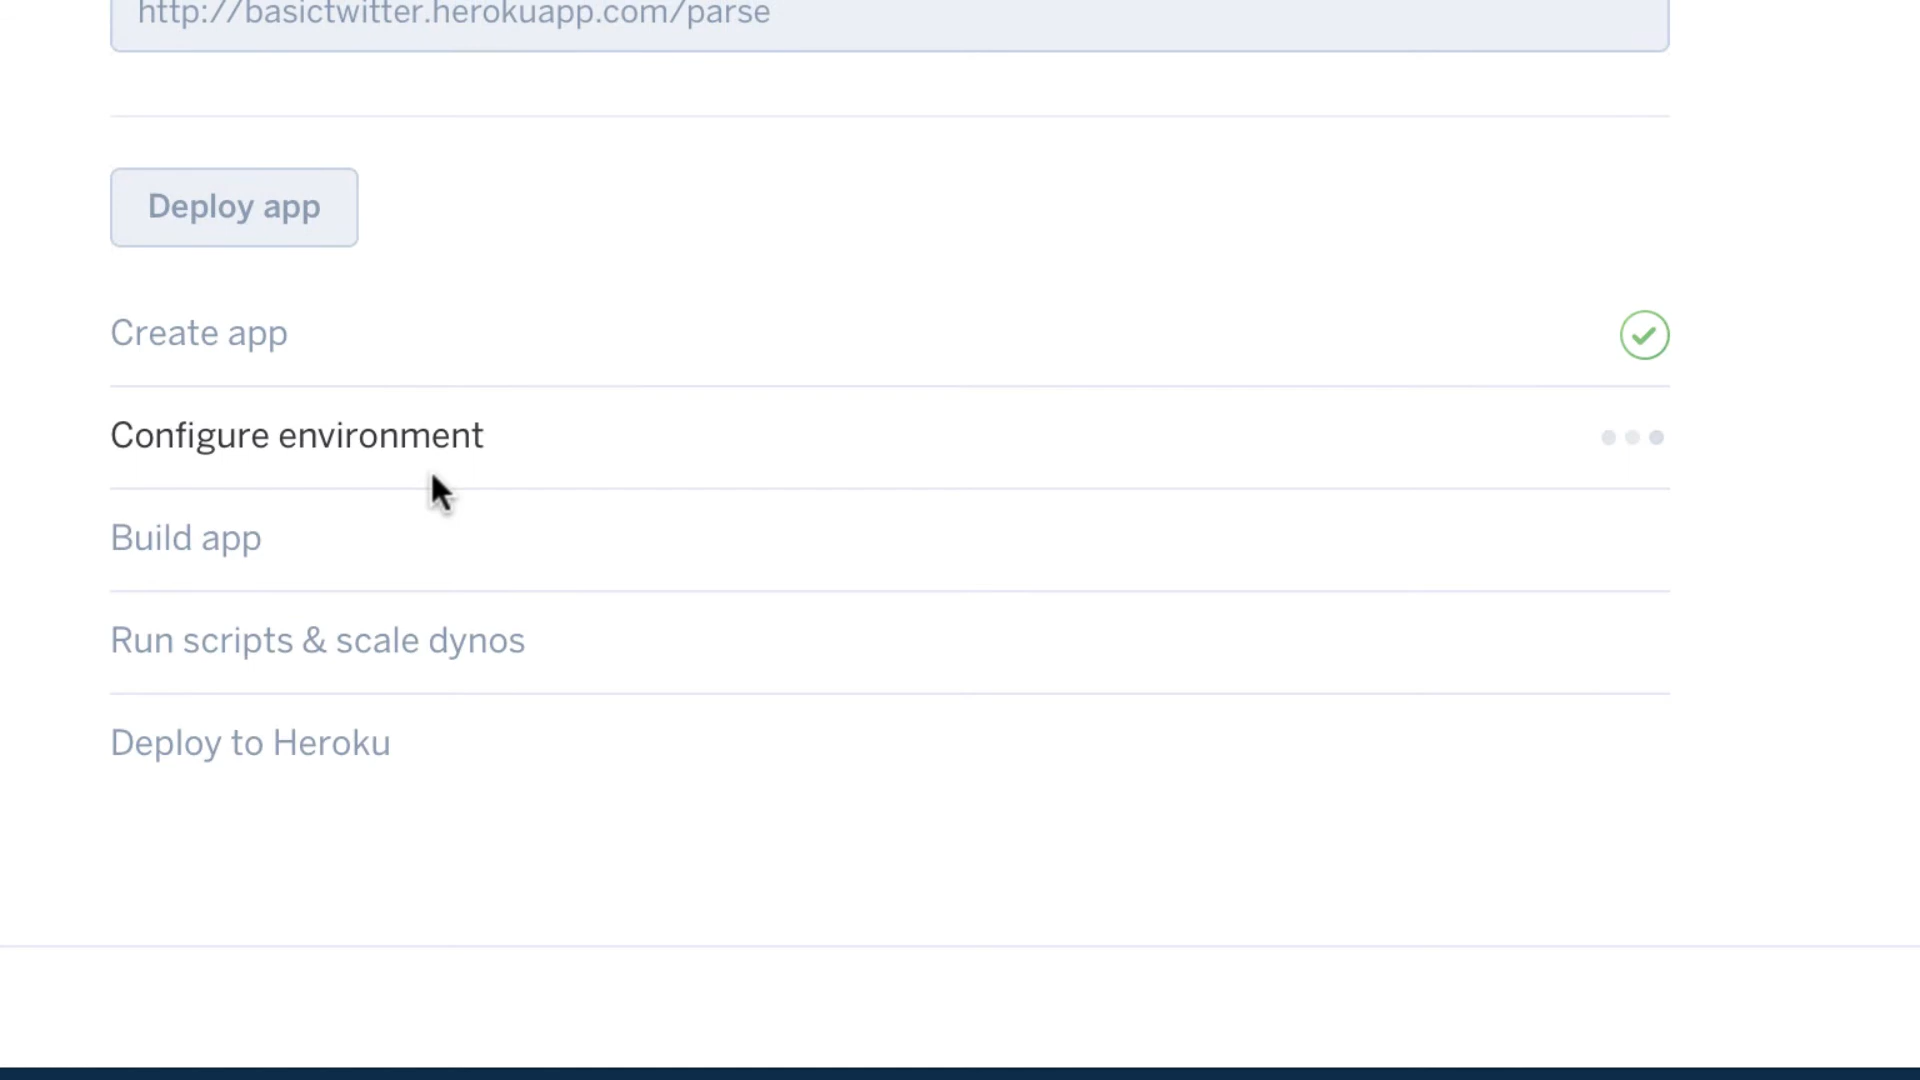 http://basictwitter.herokuapp.com/parse
Deploy app
Create app
Configure environment
Build app
Run scripts & scale dynos
Deploy to Heroku